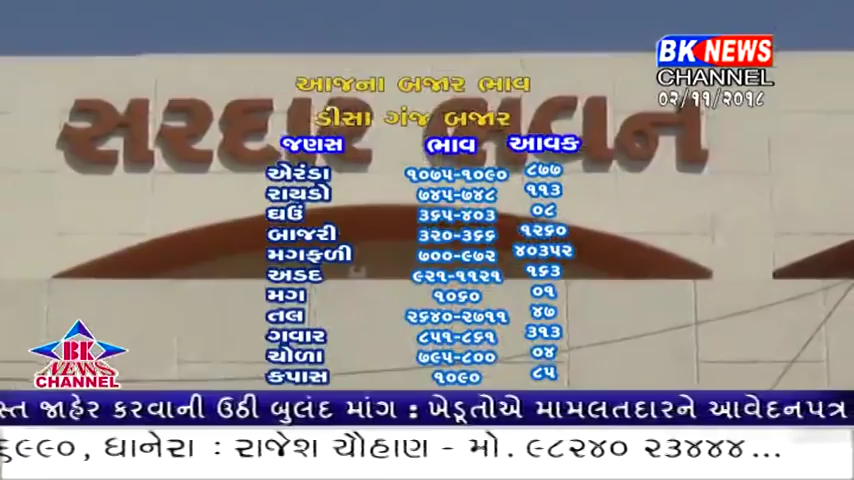 BK NEWS
CHANNEL
૦૨/૧૧/૨૦૧૮
આજના બજાર ભાવ
ડીસા ગંજ બજાર
સરદાર ભવન
જણસ ભાવ આવક
એરંડા ૧૦૭૫-૧૦૯૦ ૮૭૭
રાયડો ૭૪૫-૭૪૮ ૧૧૩
ઘઉં ૩૬૫-૪૦૩ ૦૮
બાજરી ૩૨૦-૩૬૬ ૧૨૬૦
મગફળી ૭૦૦-૯૭૨ ૪૦૩૫૨
અડદ ૯૨૧-૧૧૨૧ ૧૬૩
મગ ૧૦૬૦ ૦૧
તલ ૨૬૪૦-૨૭૧૧ ૪૭
ગવાર ૮૫૧-૮૬૧ ૩૧૩
ચોળા ૭૯૫-૮૦૦ ૦૪
કપાસ ૧૦૯૦ ૮૫
BK
NEWS
CHANNEL
સ્ત જાહેર કરવાની ઉઠી બુલંદ માંગ : ખેડૂતોએ મામલતદારને આવેદનપત્ર
૬૯૯૦, ધાનેરા : રાજેશ ચૌહાણ - મો. ૯૮૨૪૦ ૨૩૪૪૪...